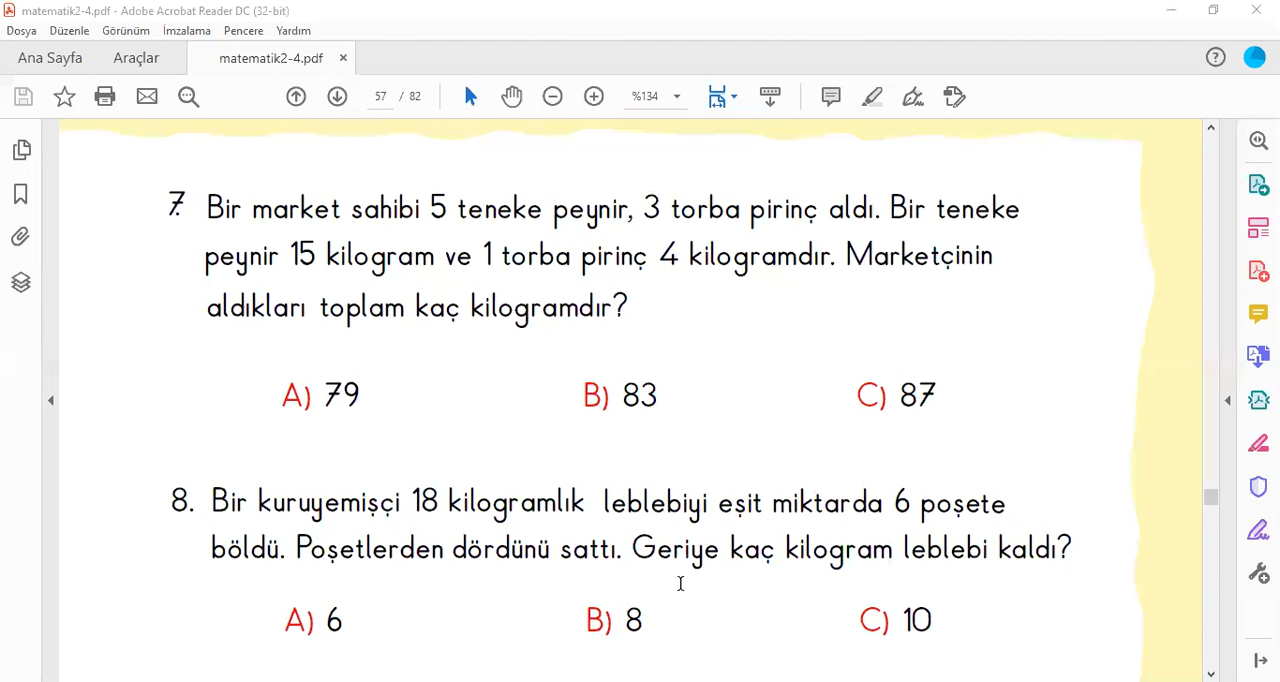 matematik2-4.pdf - Adobe Acrobat Reader DC (32-bit)
Dosya Düzenle Görünüm İmzalama Pencere Yardım
Ana Sayfa Araçlar matematik2-4.pdf ×
57 / 82 %134
7. Bir market sahibi 5 teneke peynir, 3 torba pirinç aldı. Bir teneke
peynir 15 kilogram ve 1 torba pirinç 4 kilogramdır. Marketçinin
aldıkları toplam kaç kilogramdır?
A) 79 B) 83 C) 87
8. Bir kuruyemişçi 18 kilogramlık leblebiyi eşit miktarda 6 poşete
böldü. Poşetlerden dördünü sattı. Geriye kaç kilogram leblebi kaldı?
A) 6 B) 8 C) 10